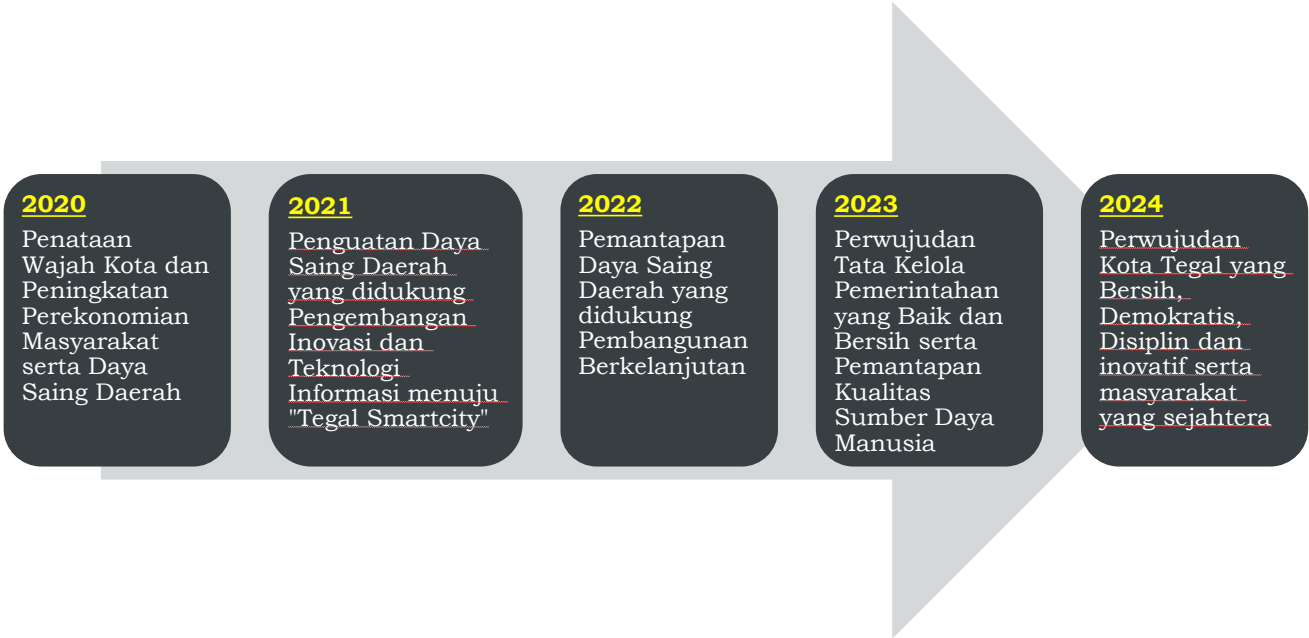 2020
Penataan
Wajah Kota dan
Peningkatan
Perekonomian
Masyarakat
serta Daya
Saing Daerah
2021
Penguatan Daya
Saing Daerah
yang didukung
Pengembangan
Inovasi dan
Teknologi
Informasi menuju
"Tegal Smartcity"
2022
Pemantapan
Daya Saing
Daerah yang
didukung
Pembangunan
Berkelanjutan
2023
Perwujudan
Tata Kelola
Pemerintahan
yang Baik dan
Bersih serta
Pemantapan
Kualitas
Sumber Daya
Manusia
2024
Perwujudan
Kota Tegal yang
Bersih,
Demokratis,
Disiplin dan
inovatif serta
masyarakat
yang sejahtera